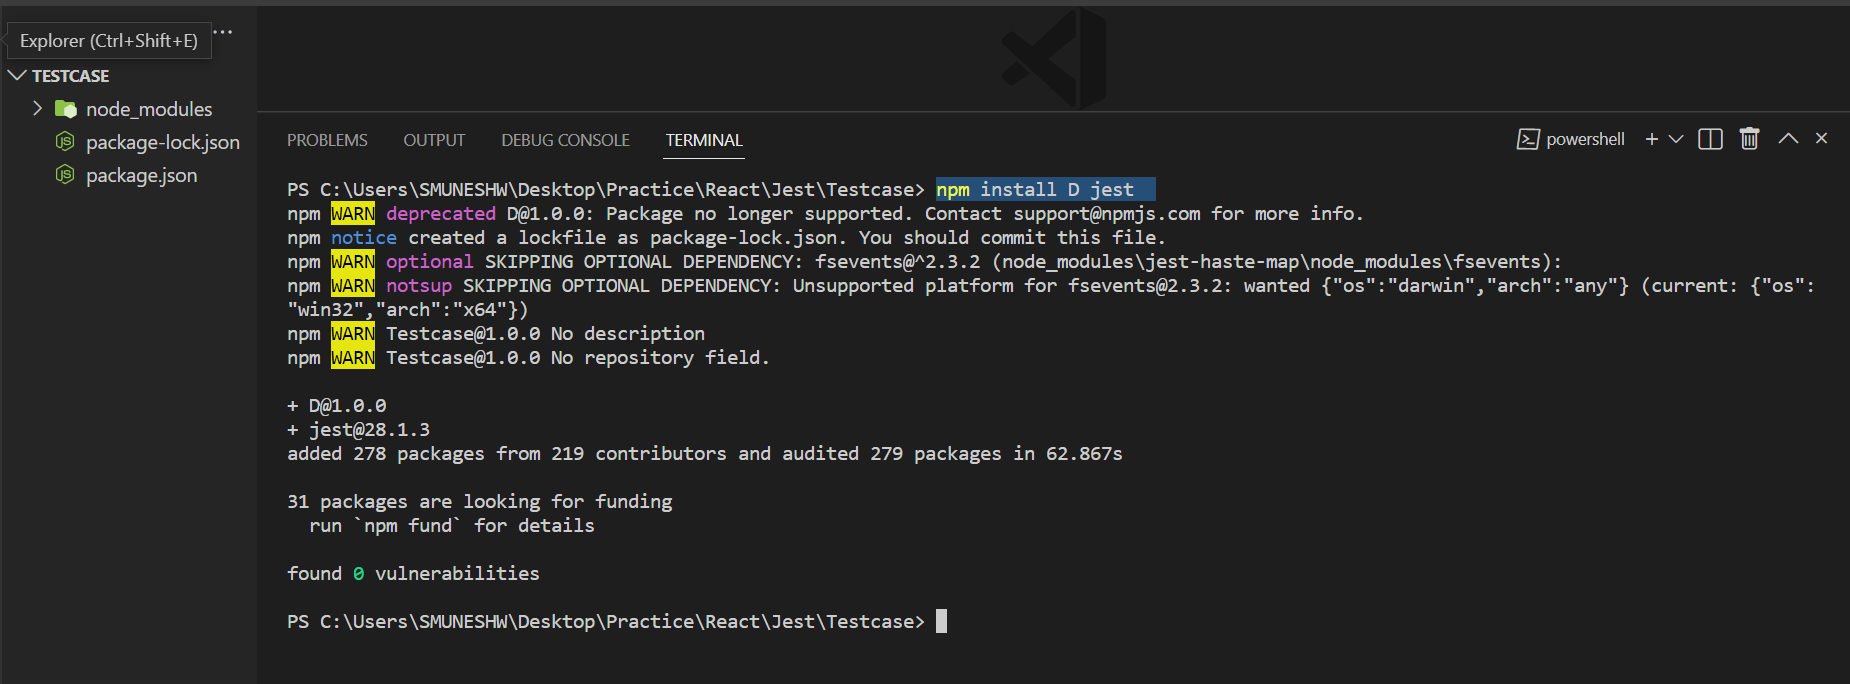 Explorer (Ctrl+Shift+E)
...
TESTCASE
node_modules
package-lock.json
package.json
PROBLEMS OUTPUT DEBUG CONSOLE TERMINAL
powershell
PS C:\Users\SMUNESHW\Desktop\Practice\React\Jest\Testcase> npm install D jest
npm WARN deprecated D@1.0.0: Package no longer supported. Contact support@npmjs.com for more info.
npm notice created a lockfile as package-lock.json. You should commit this file.
npm WARN optional SKIPPING OPTIONAL DEPENDENCY: fsevents@^2.3.2 (node_modules\jest-haste-map\node_modules\fsevents):
npm WARN notsup SKIPPING OPTIONAL DEPENDENCY: Unsupported platform for fsevents@2.3.2: wanted {"os":"darwin","arch":"any"} (current: {"os":
"win32","arch":"x64"})
npm WARN Testcase@1.0.0 No description
npm WARN Testcase@1.0.0 No repository field.
+ D@1.0.0
+ jest@28.1.3
added 278 packages from 219 contributors and audited 279 packages in 62.867s
31 packages are looking for funding
run `npm fund` for details
found 0 vulnerabilities
PS C:\Users\SMUNESHW\Desktop\Practice\React\Jest\Testcase>